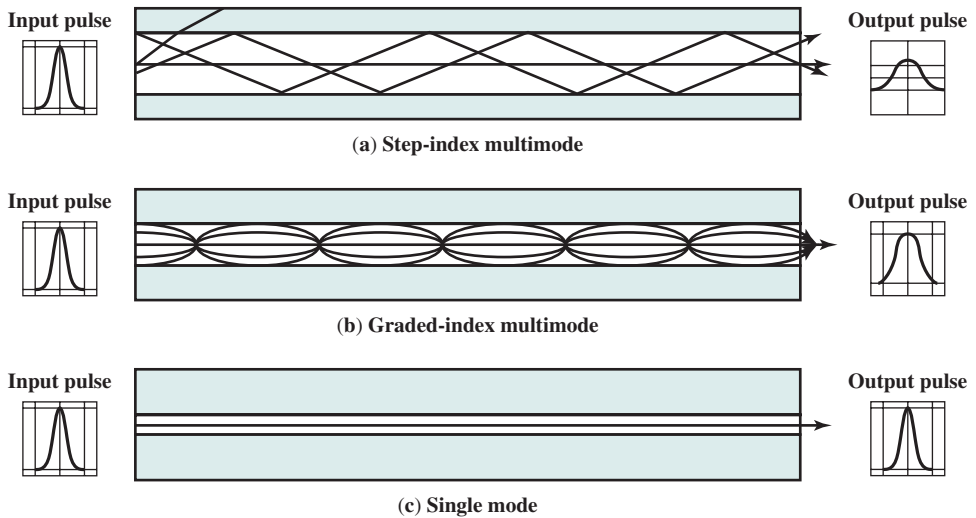 Input pulse
Output pulse
(a) Step-index multimode
Input pulse
Output pulse
(b) Graded-index multimode
Input pulse
Output pulse
(c) Single mode